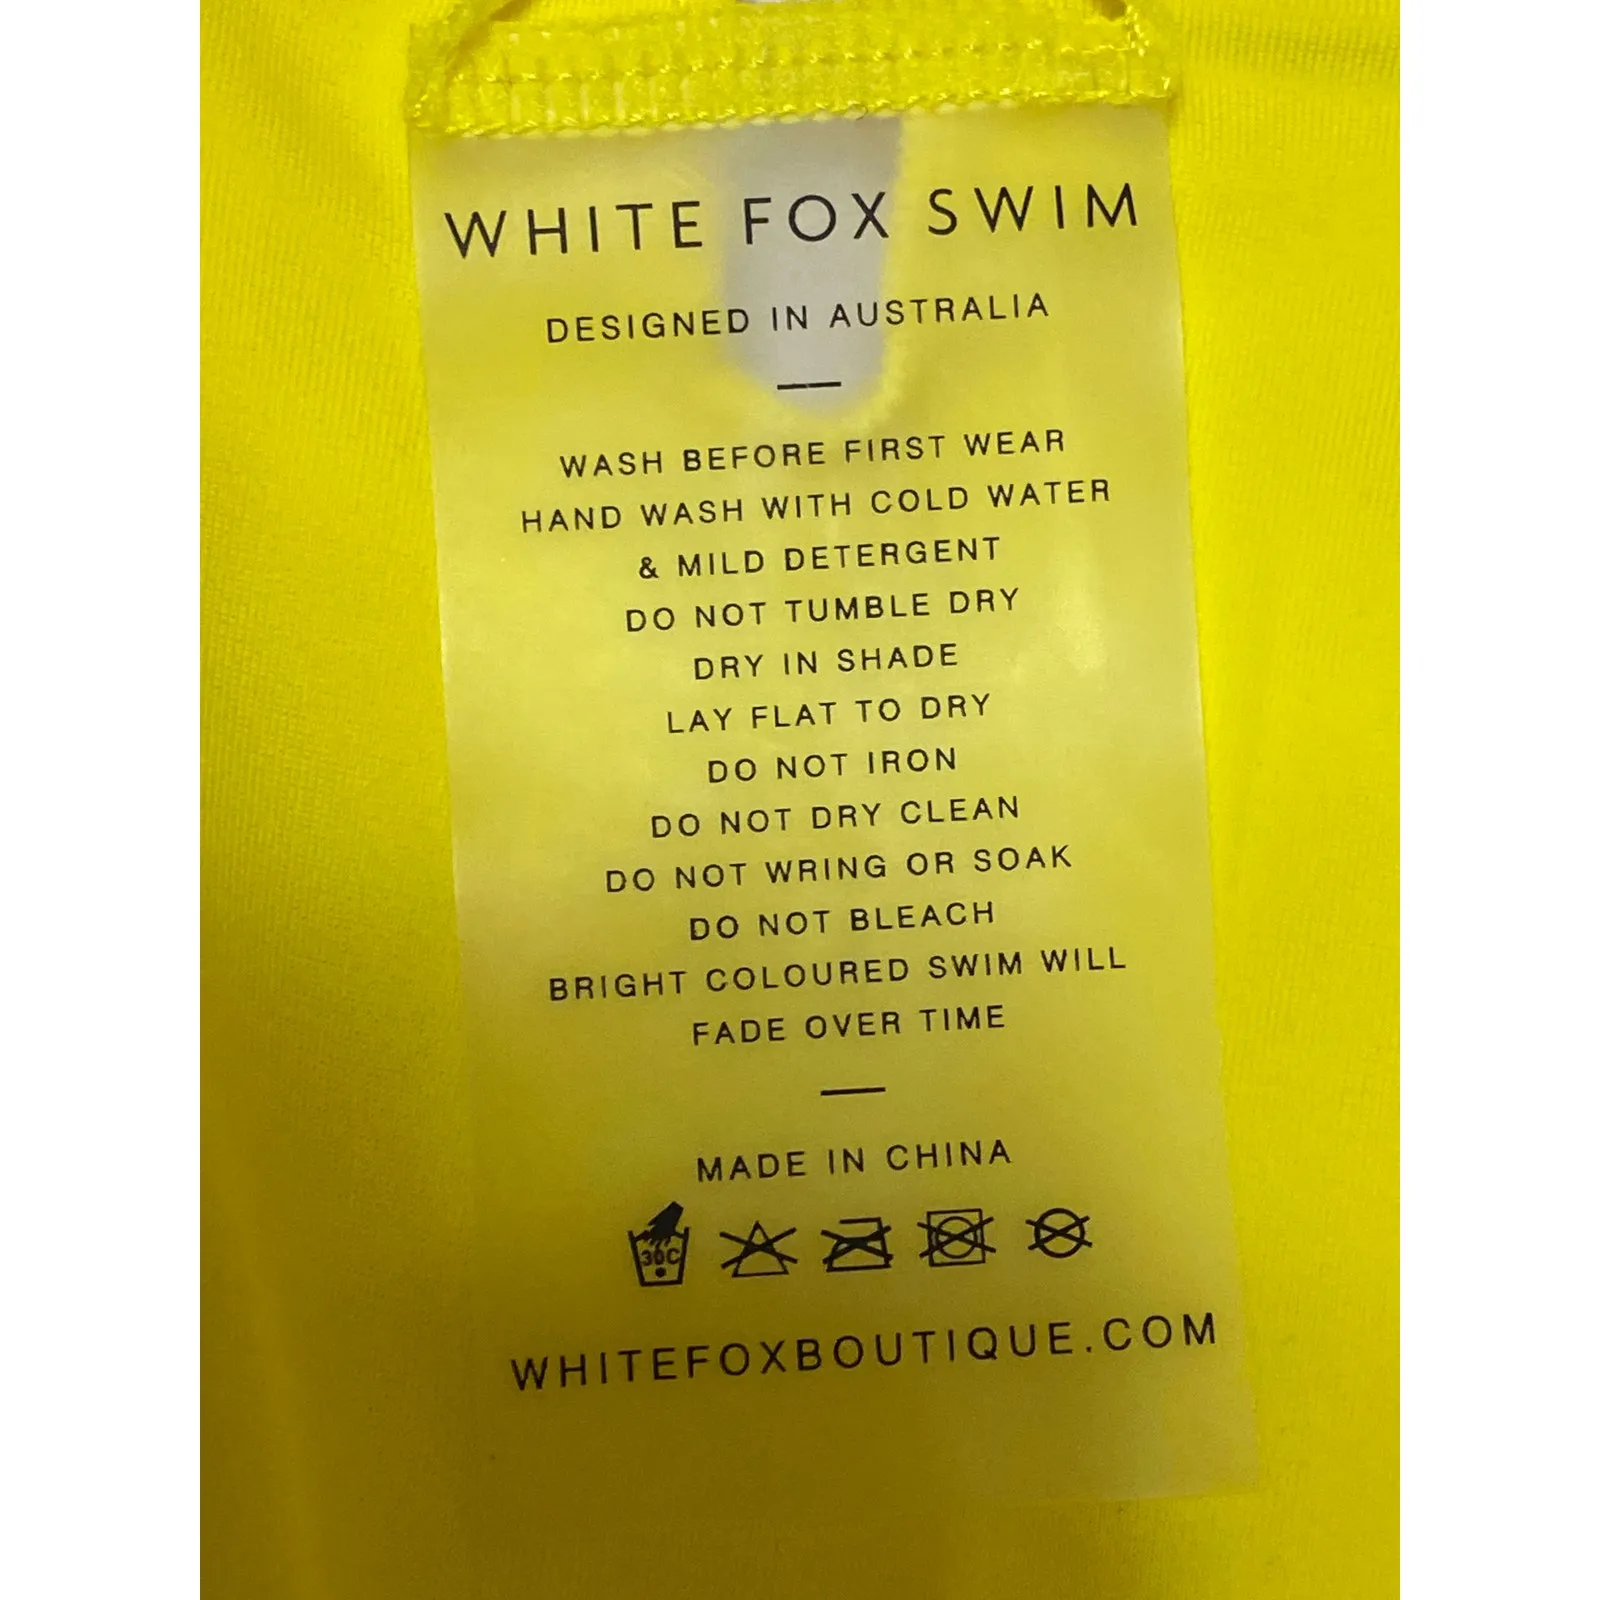 WHITE FOX SWIM
DESIGNED IN AUSTRALIA
WASH BEFORE FIRST WEAR
HAND WASH WITH COLD WATER
& MILD DETERGENT
DO NOT TUMBLE DRY
DRY IN SHADE
LAY FLAT TO DRY
DO NOT IRON
DO NOT DRY CLEAN
DO NOT WRING OR SOAK
DO NOT BLEACH
BRIGHT COLOURED SWIM WILL
FADE OVER TIME
MADE IN CHINA
30C
WHITEFOXBOUTIQUE.COM